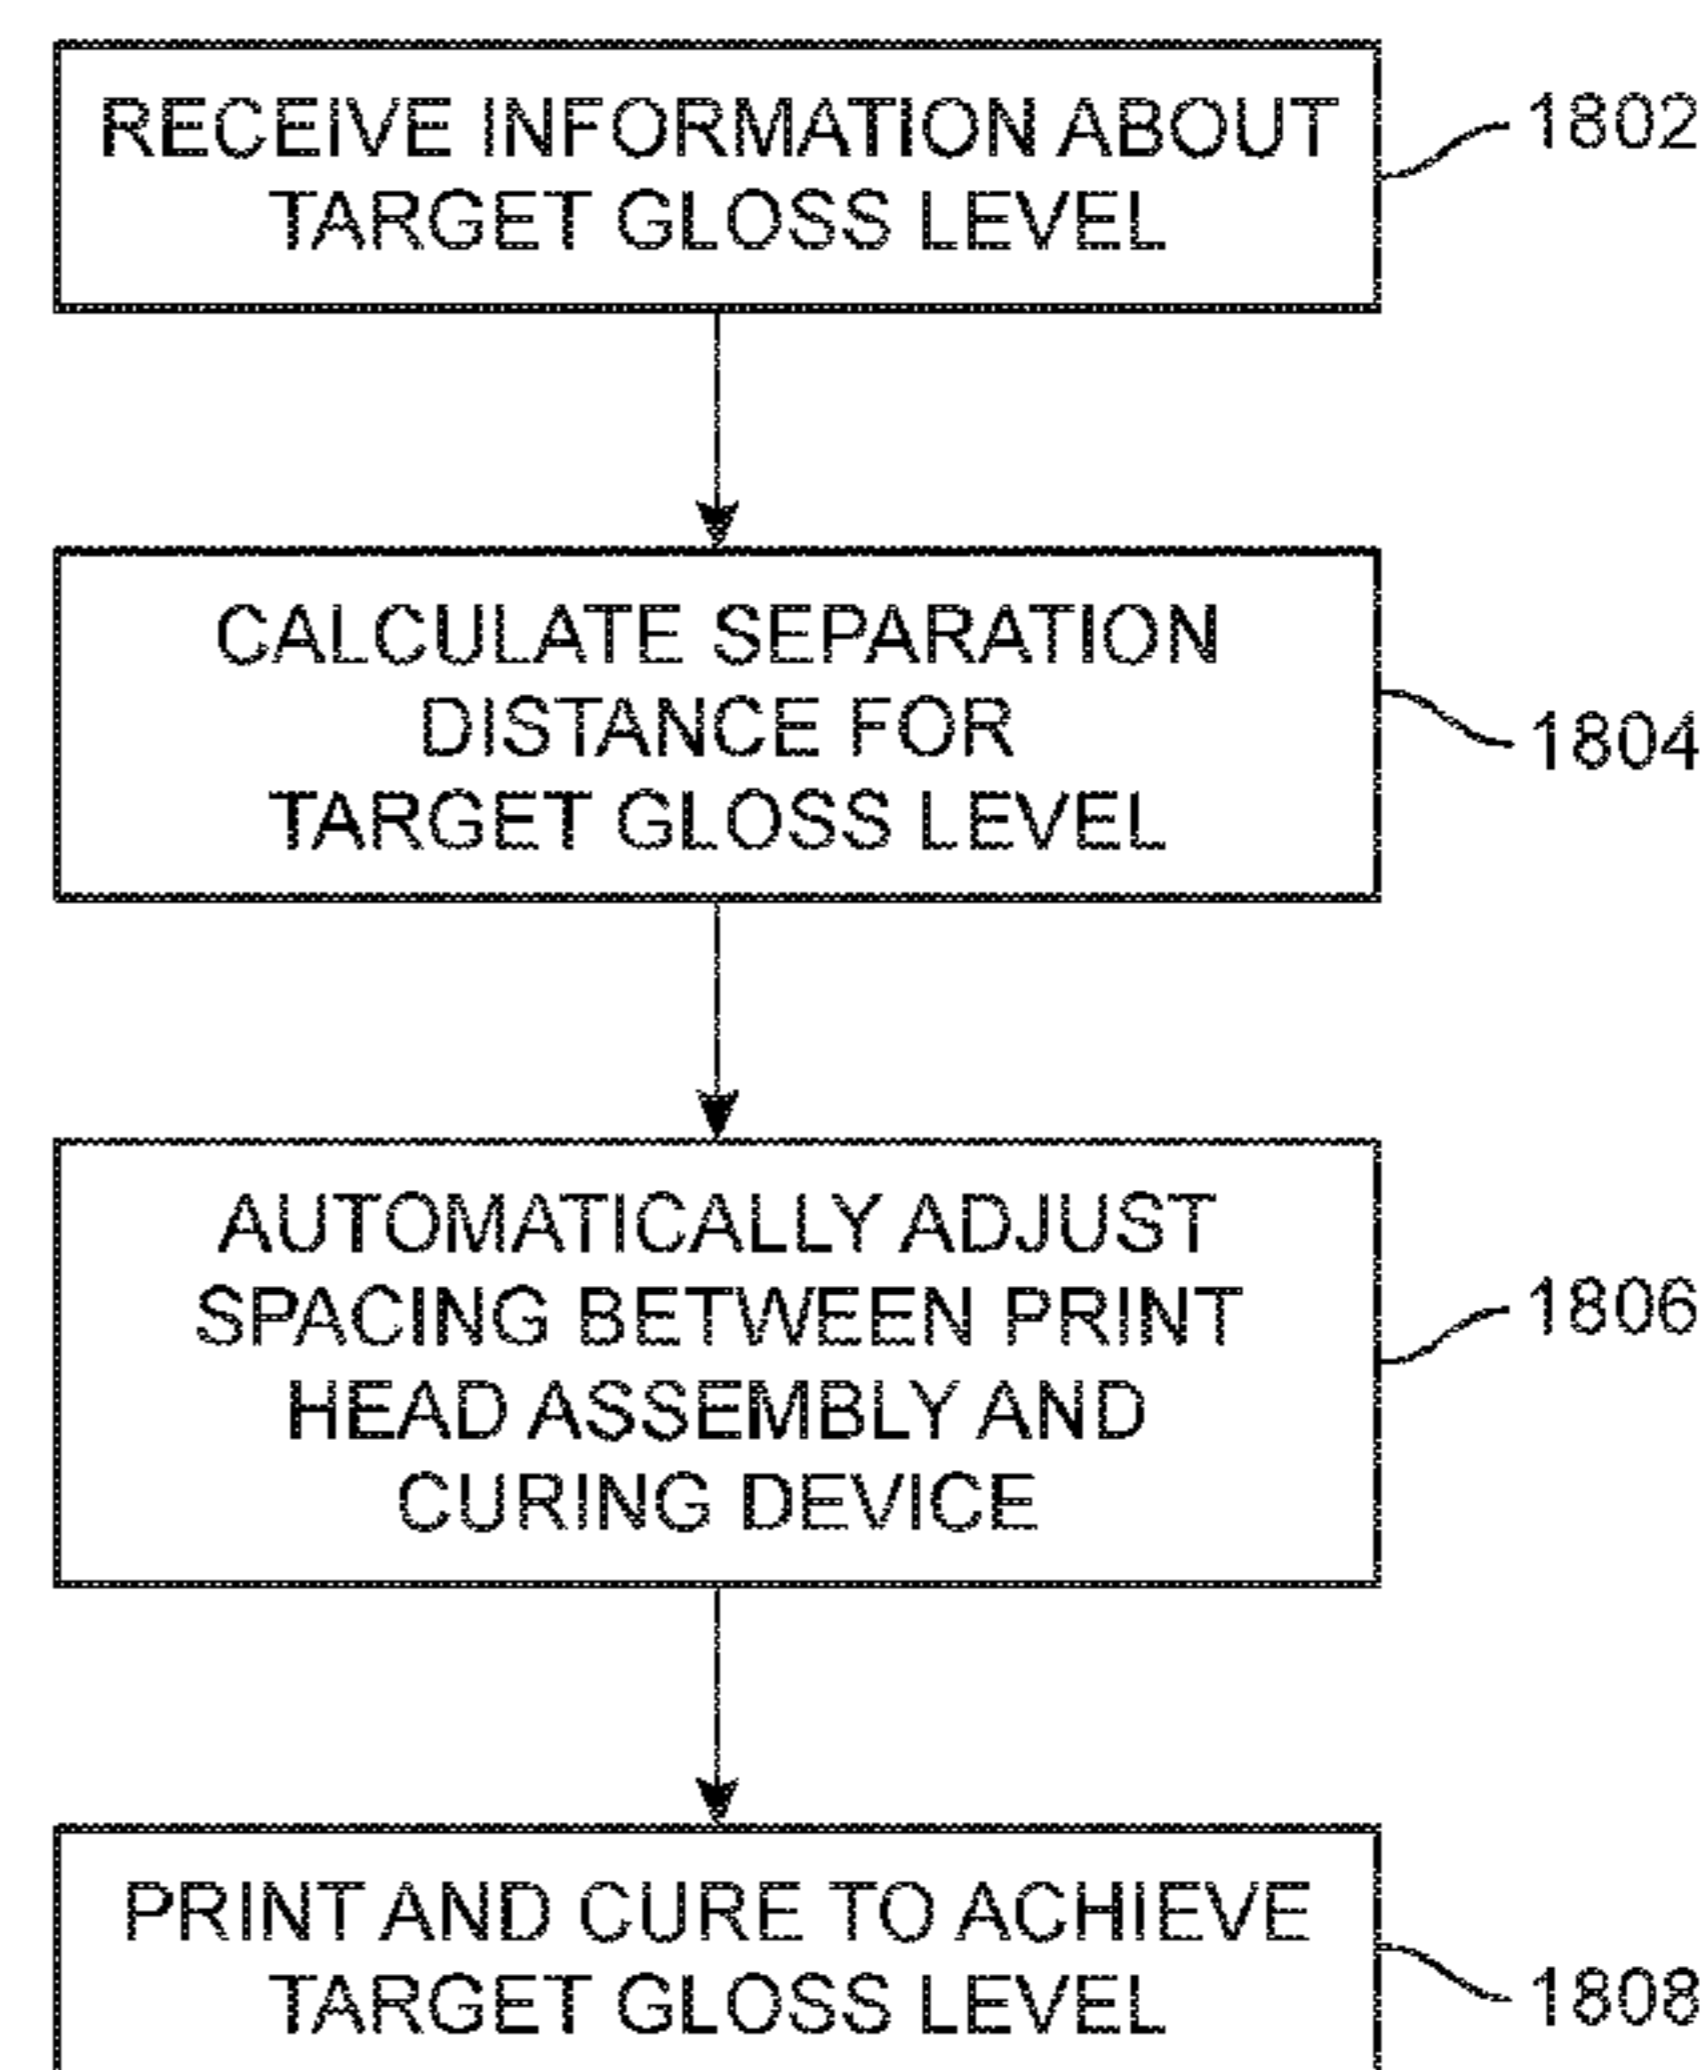 RECEIVE INFORMATION ABOUT
TARGET GLOSS LEVEL
1802
CALCULATE SEPARATION
DISTANCE FOR
TARGET GLOSS LEVEL
1804
AUTOMATICALLY ADJUST
SPACING BETWEEN PRINT
HEAD ASSEMBLY AND
CURING DEVICE
1806
PRINT AND CURE TO ACHIEVE
TARGET GLOSS LEVEL
1808